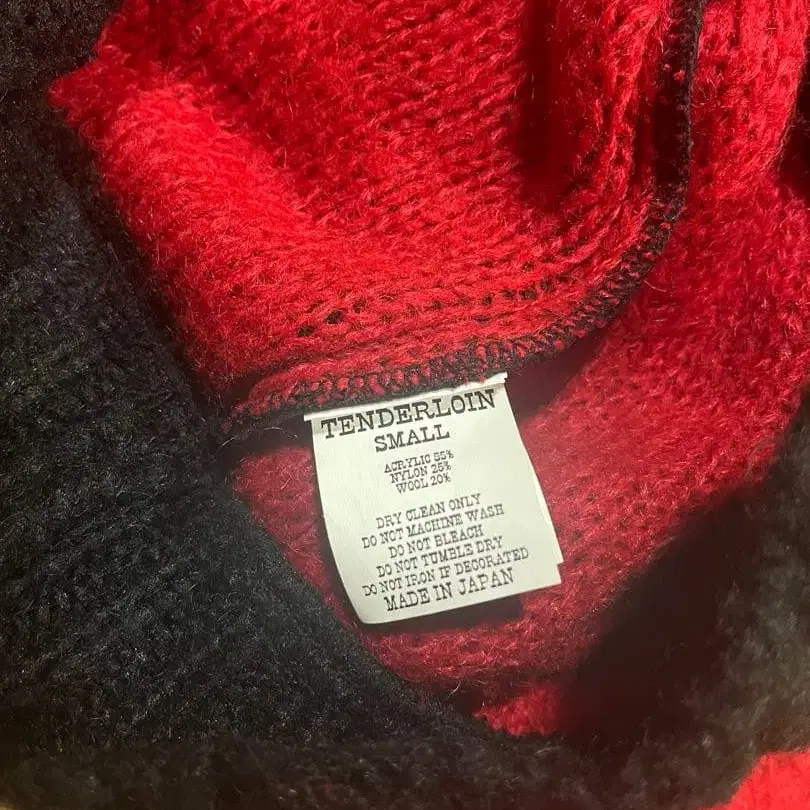 TENDERLOIN
SMALL
ACRYLIC 55%
NYLON 25%
WOOL 20%
DRY CLEAN ONLY
DO NOT MACHINE WASH
DO NOT BLEACH
DO NOT TUMBLE DRY
DO NOT IRON IF DECORATED
MADE IN JAPAN